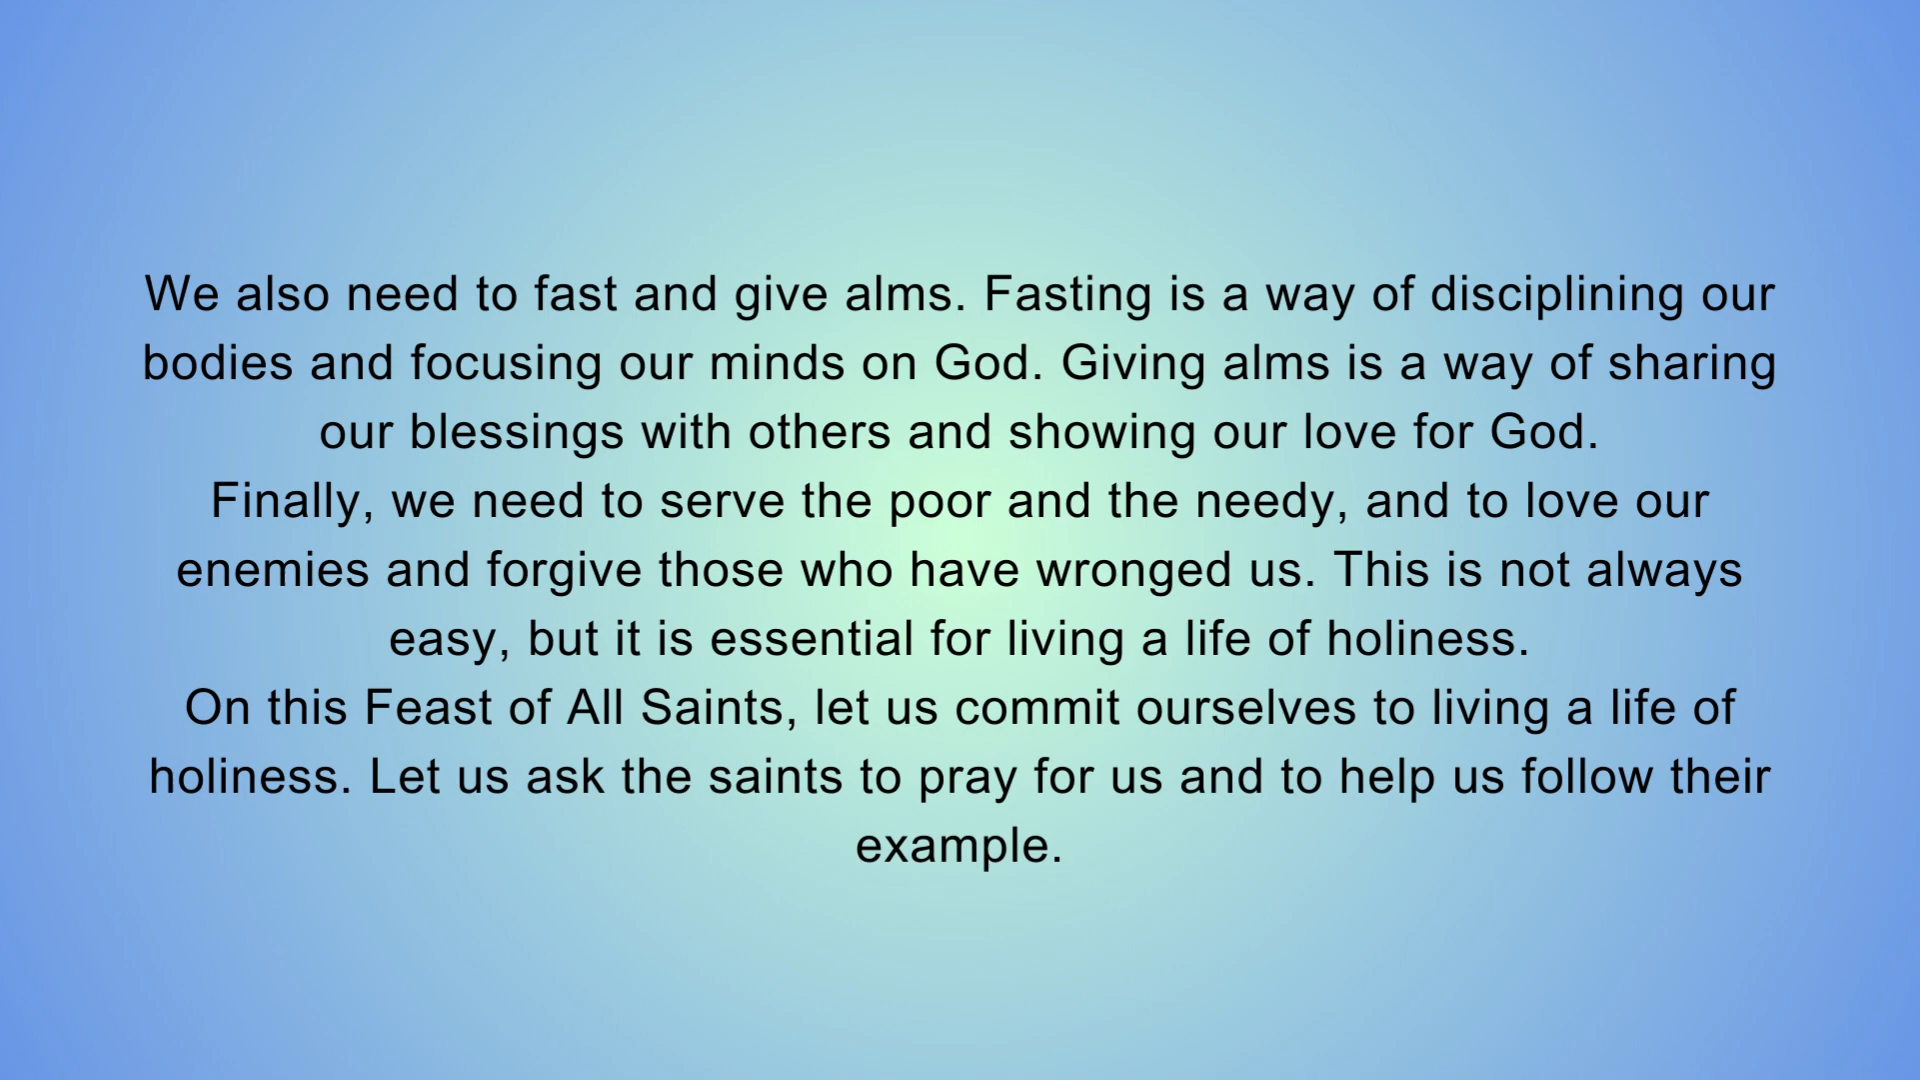 We also need to fast and give alms. Fasting is a way of disciplining our
bodies and focusing our minds on God. Giving alms is a way of sharing
our blessings with others and showing our love for God.
Finally, we need to serve the poor and the needy, and to love our
enemies and forgive those who have wronged us. This is not always
easy, but it is essential for living a life of holiness.
On this Feast of All Saints, let us commit ourselves to living a life of
holiness. Let us ask the saints to pray for us and to help us follow their
example.